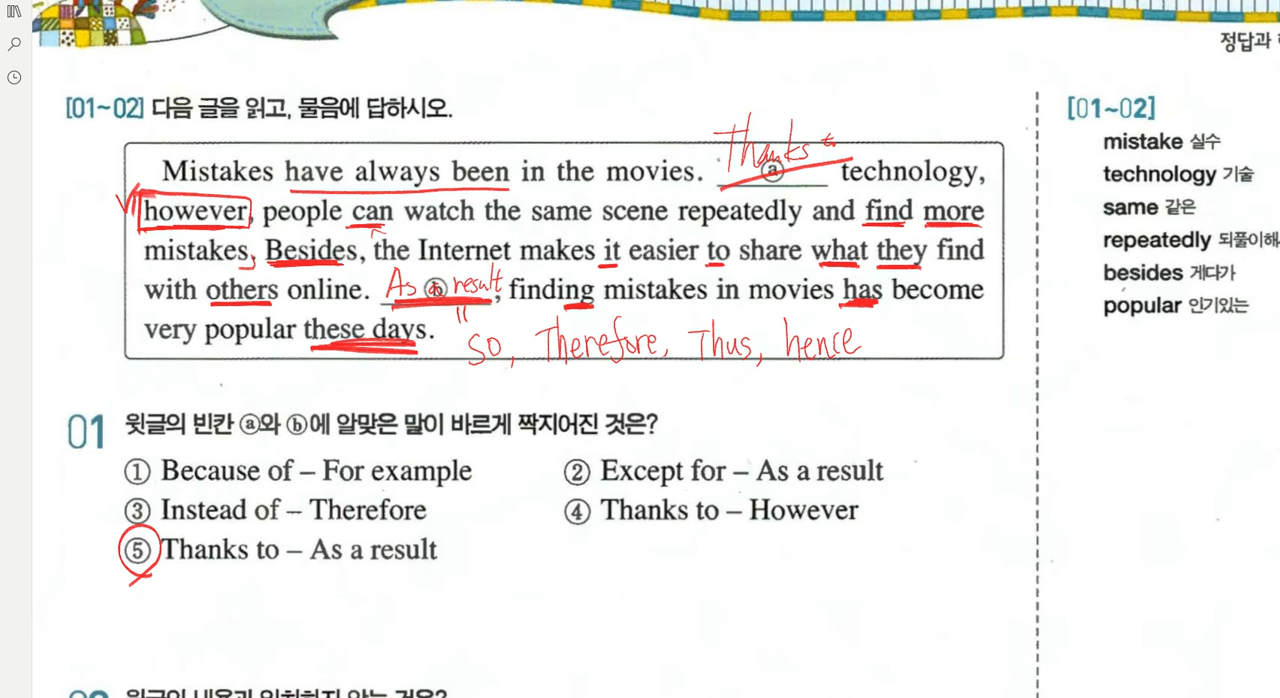 정답과
[01~02] 다음 글을 읽고, 물음에 답하시오.
[01~02]
mistake 실수
technology 기술
same 같은
repeatedly 되풀이해
besides 게다가
popular 인기있는
Thanks to
Mistakes have always been in the movies. ⓐ technology,
however, people can watch the same scene repeatedly and find more
mistakes, Besides, the Internet makes it easier to share what they find
As a result
with others online. ⓑ, finding mistakes in movies has become
very popular these days.
so, Therefore, Thus, hence
01 윗글의 빈칸 ⓐ와 ⓑ에 알맞은 말이 바르게 짝지어진 것은?
① Because of – For example
② Except for – As a result
③ Instead of – Therefore
④ Thanks to – However
⑤ Thanks to – As a result